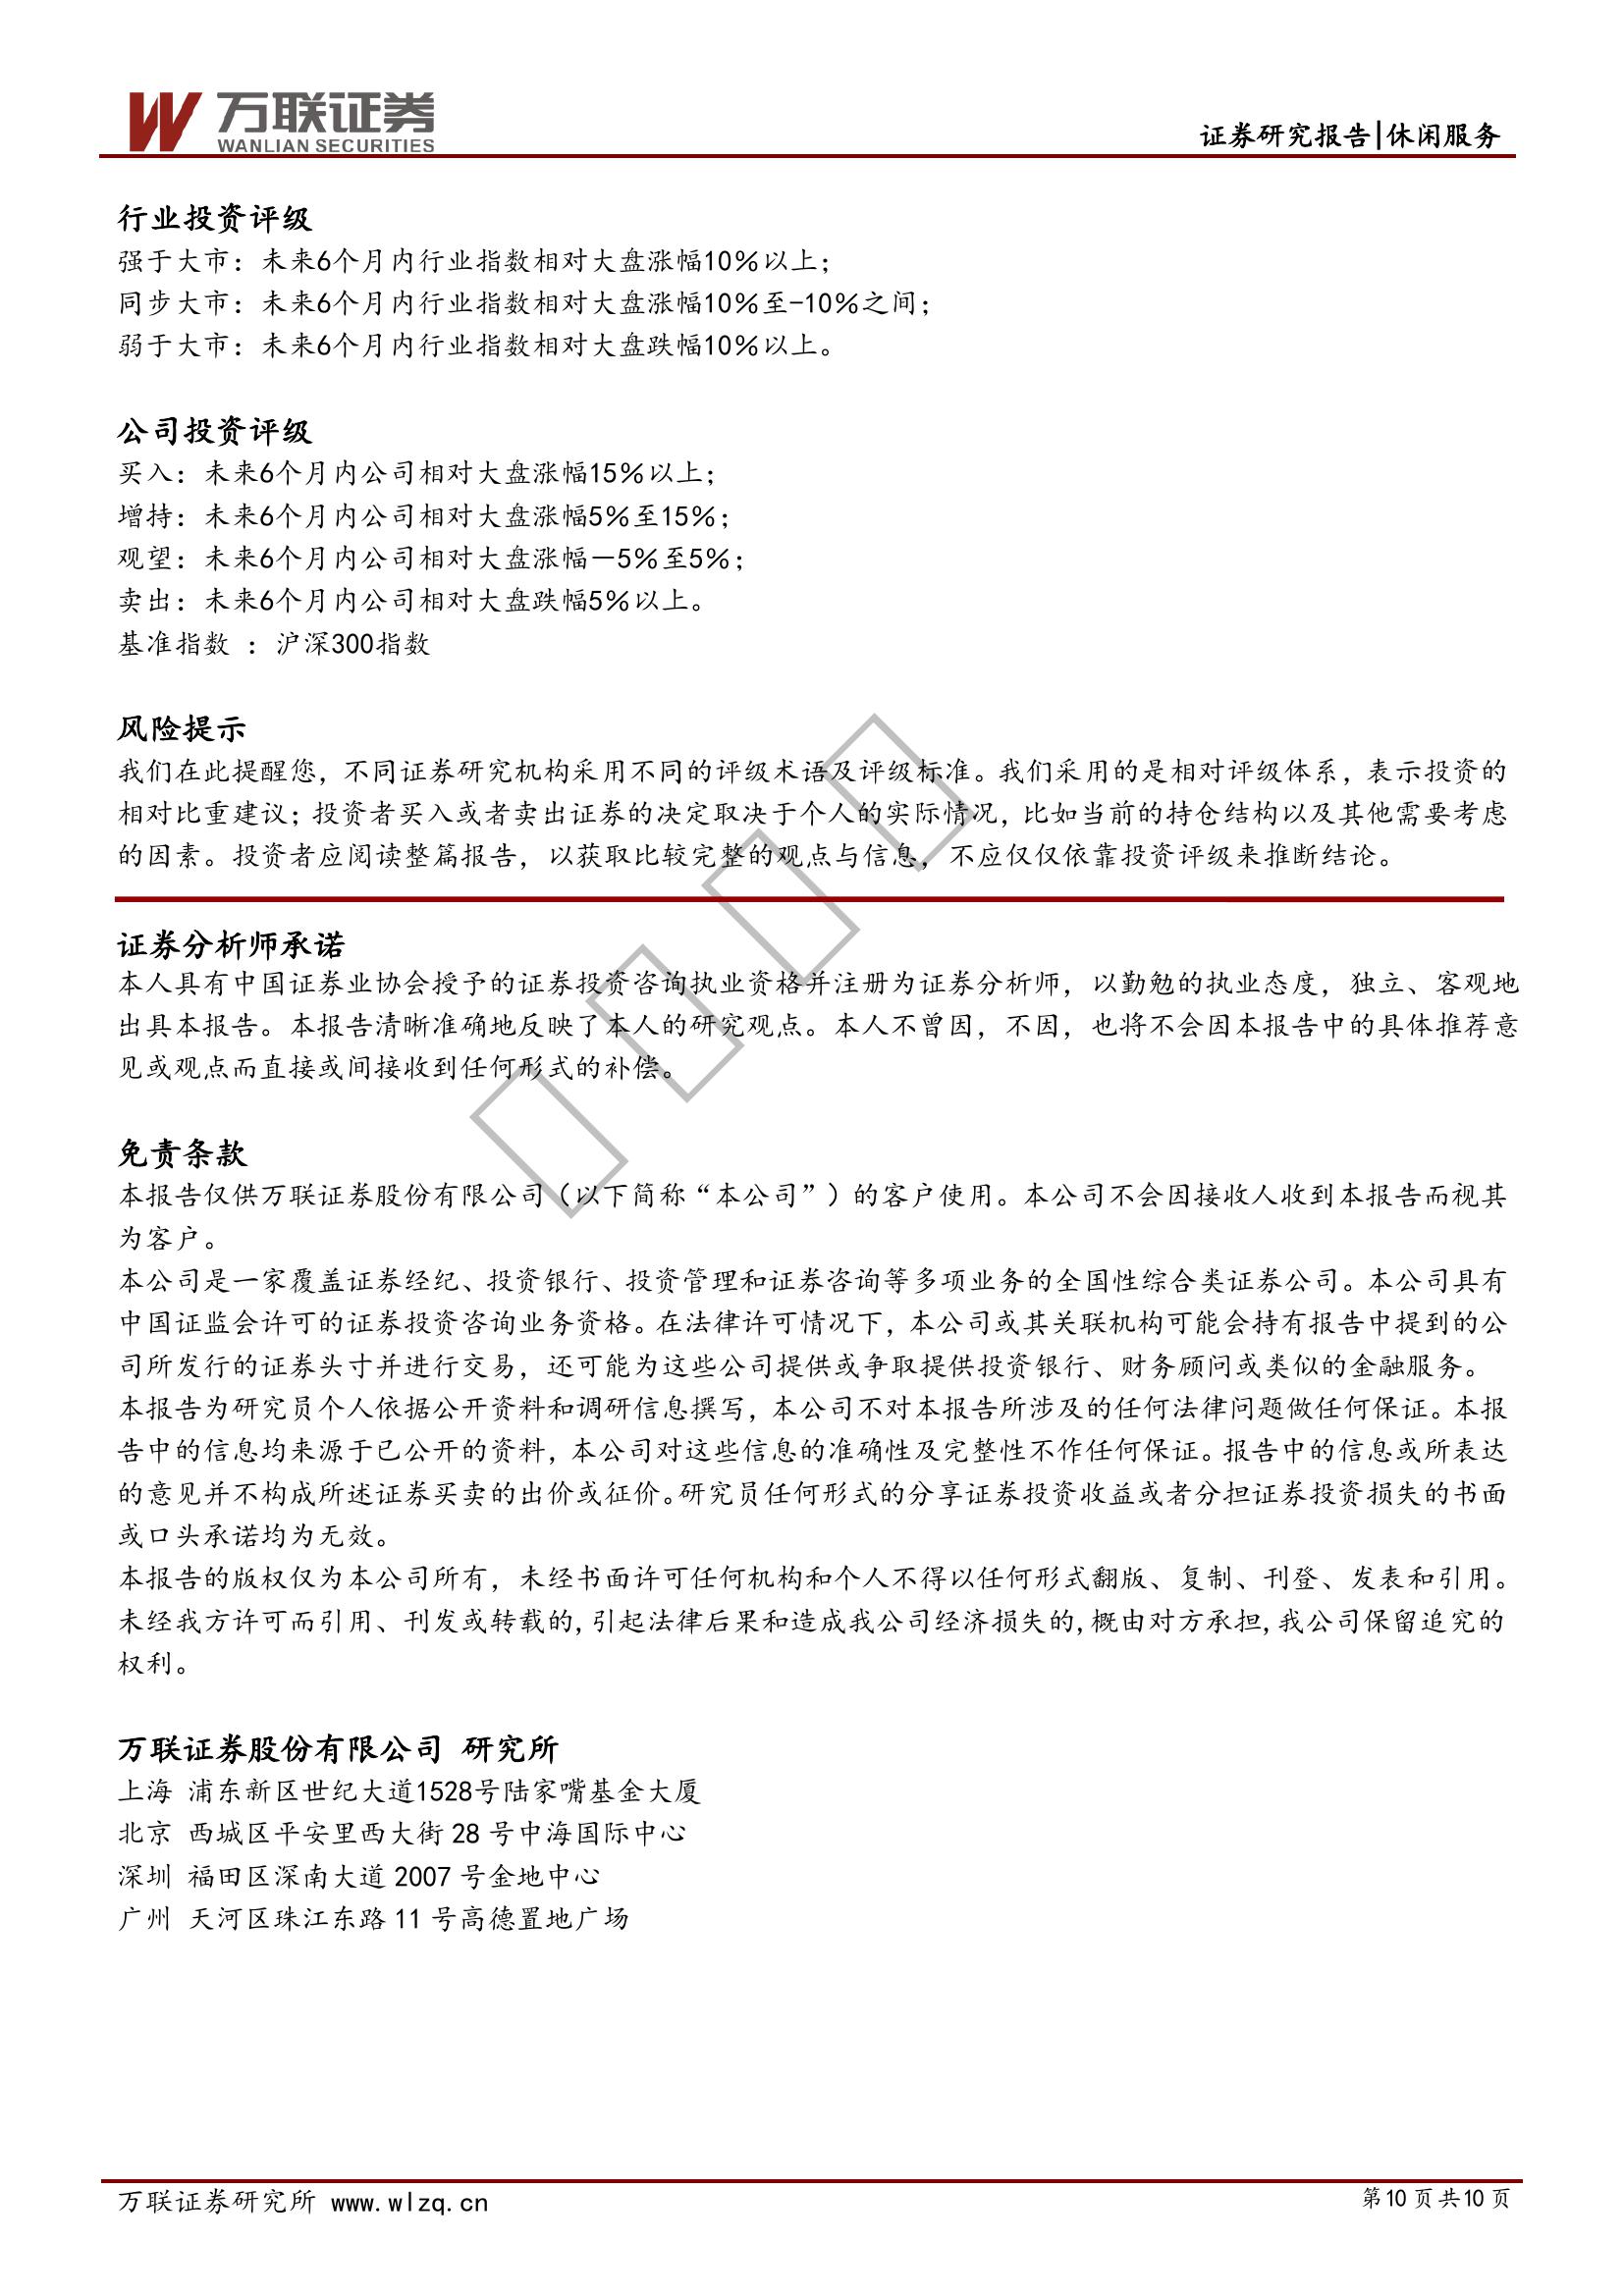 万联证券
WANLIAN SECURITIES
证券研究报告|休闲服务
行业投资评级
强于大市：未来6个月内行业指数相对大盘涨幅10％以上；
同步大市：未来6个月内行业指数相对大盘涨幅10％至-10％之间；
弱于大市：未来6个月内行业指数相对大盘跌幅10％以上。
公司投资评级
买入：未来6个月内公司相对大盘涨幅15％以上；
增持：未来6个月内公司相对大盘涨幅5％至15％；
观望：未来6个月内公司相对大盘涨幅－5％至5％；
卖出：未来6个月内公司相对大盘跌幅5％以上。
基准指数 ：沪深300指数
风险提示
我们在此提醒您，不同证券研究机构采用不同的评级术语及评级标准。我们采用的是相对评级体系，表示投资的
相对比重建议；投资者买入或者卖出证券的决定取决于个人的实际情况，比如当前的持仓结构以及其他需要考虑
的因素。投资者应阅读整篇报告，以获取比较完整的观点与信息，不应仅仅依靠投资评级来推断结论。
证券分析师承诺
本人具有中国证券业协会授予的证券投资咨询执业资格并注册为证券分析师，以勤勉的执业态度，独立、客观地
出具本报告。本报告清晰准确地反映了本人的研究观点。本人不曾因，不因，也将不会因本报告中的具体推荐意
见或观点而直接或间接收到任何形式的补偿。
免责条款
本报告仅供万联证券股份有限公司（以下简称“本公司”）的客户使用。本公司不会因接收人收到本报告而视其
为客户。
本公司是一家覆盖证券经纪、投资银行、投资管理和证券咨询等多项业务的全国性综合类证券公司。本公司具有
中国证监会许可的证券投资咨询业务资格。在法律许可情况下，本公司或其关联机构可能会持有报告中提到的公
司所发行的证券头寸并进行交易，还可能为这些公司提供或争取提供投资银行、财务顾问或类似的金融服务。
本报告为研究员个人依据公开资料和调研信息撰写，本公司不对本报告所涉及的任何法律问题做任何保证。本报
告中的信息均来源于已公开的资料，本公司对这些信息的准确性及完整性不作任何保证。报告中的信息或所表达
的意见并不构成所述证券买卖的出价或征价。研究员任何形式的分享证券投资收益或者分担证券投资损失的书面
或口头承诺均为无效。
本报告的版权仅为本公司所有，未经书面许可任何机构和个人不得以任何形式翻版、复制、刊登、发表和引用。
未经我方许可而引用、刊发或转载的,引起法律后果和造成我公司经济损失的,概由对方承担,我公司保留追究的
权利。
万联证券股份有限公司 研究所
上海 浦东新区世纪大道1528号陆家嘴基金大厦
北京 西城区平安里西大街 28 号中海国际中心
深圳 福田区深南大道 2007 号金地中心
广州 天河区珠江东路 11 号高德置地广场
万联证券研究所 www.wlzq.cn
第10 页 共10 页